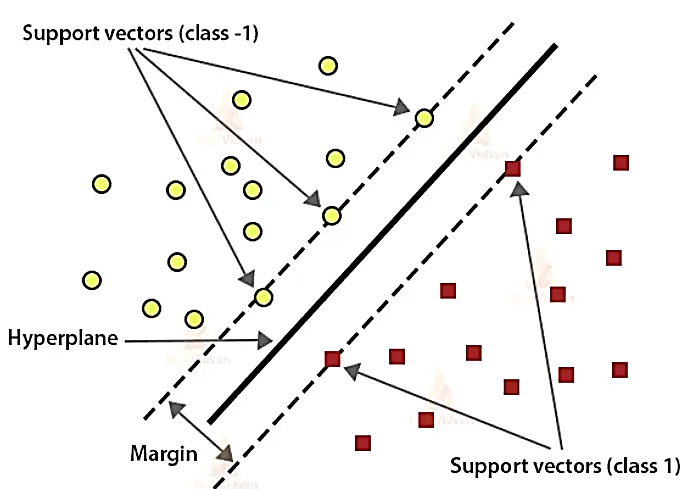 Support vectors (class -1)
Hyperplane
Margin
Support vectors (class 1)